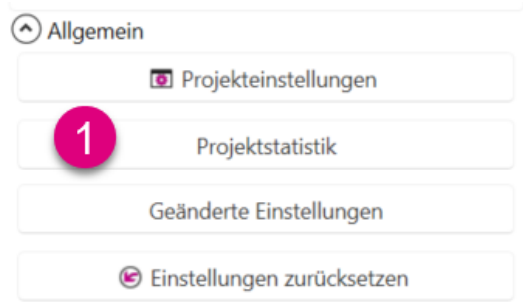 Allgemein
Projekteinstellungen
1
Projektstatistik
Geänderte Einstellungen
Einstellungen zurücksetzen